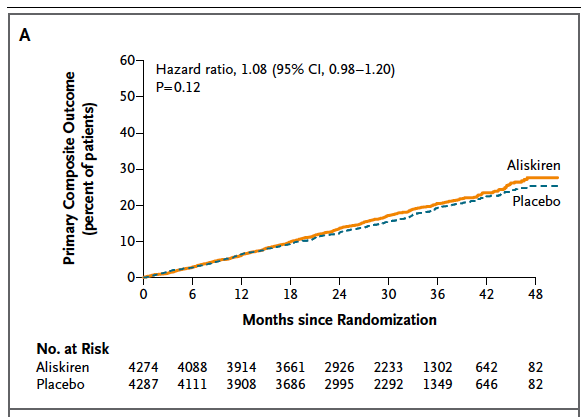 A
Hazard ratio, 1.08 (95% CI, 0.98–1.20)
P=0.12
Primary Composite Outcome
(percent of patients)
60
50
40
30
20
10
0
Aliskiren
Placebo
0 6 12 18 24 30 36 42 48
Months since Randomization
No. at Risk
Aliskiren 4274 4088 3914 3661 2926 2233 1302 642 82
Placebo 4287 4111 3908 3686 2995 2292 1349 646 82